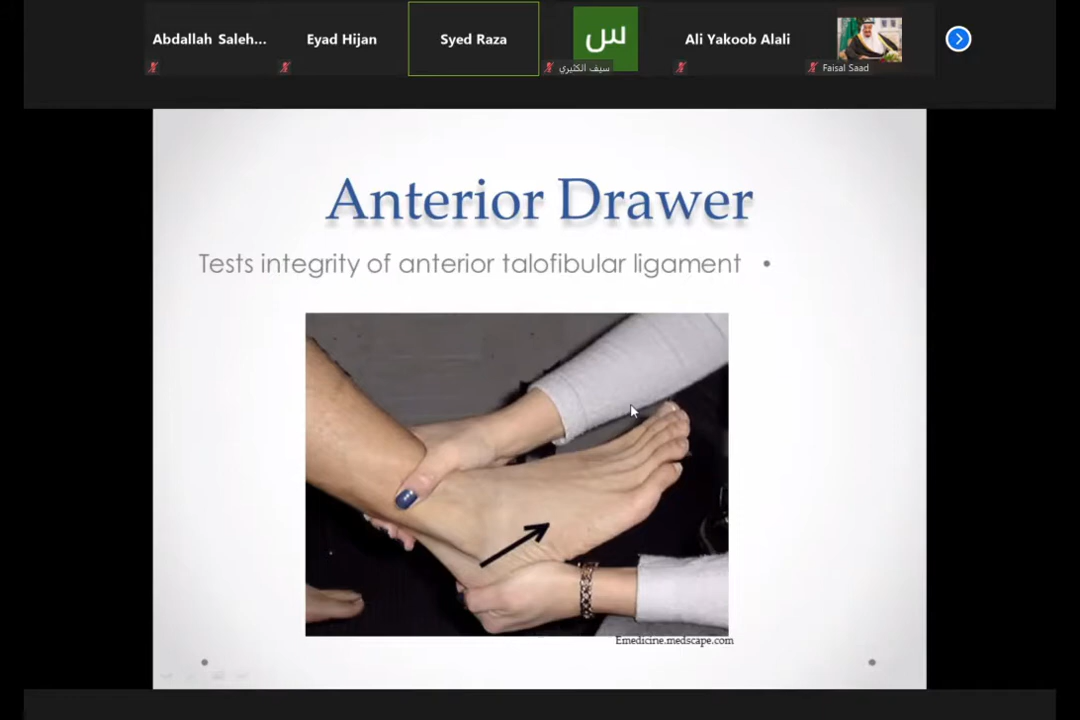 Abdallah Saleh...
Eyad Hijan
Syed Raza
س
Ali Yakoob Alali
سيف الكثيري
Faisal Saad
Anterior Drawer
Tests integrity of anterior talofibular ligament •
Emedicine.medscape.com